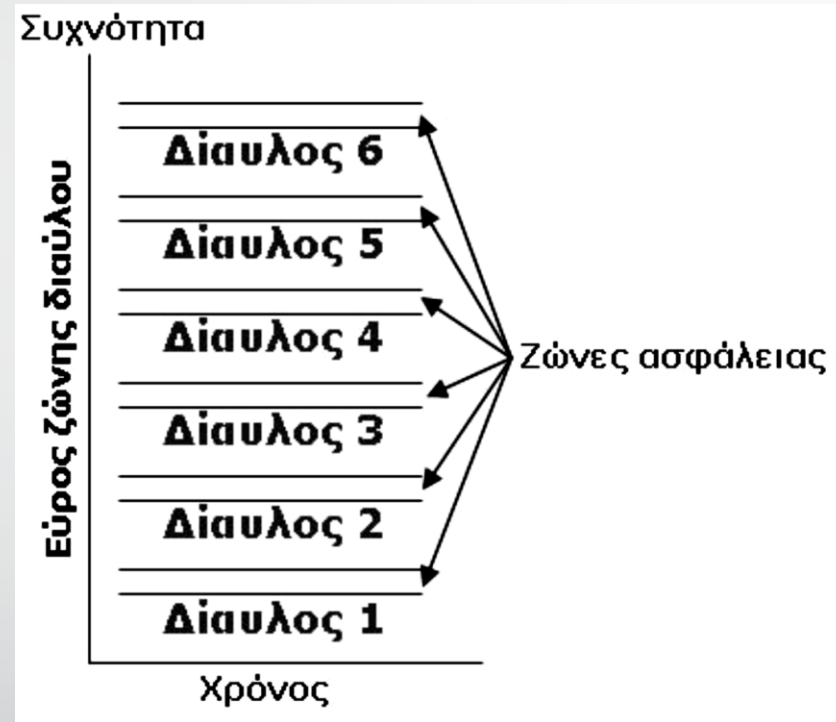 Συχνότητα
Εύρος ζώνης διαύλου
Δίαυλος 6
Δίαυλος 5
Δίαυλος 4
Δίαυλος 3
Δίαυλος 2
Δίαυλος 1
Ζώνες ασφάλειας
Χρόνος